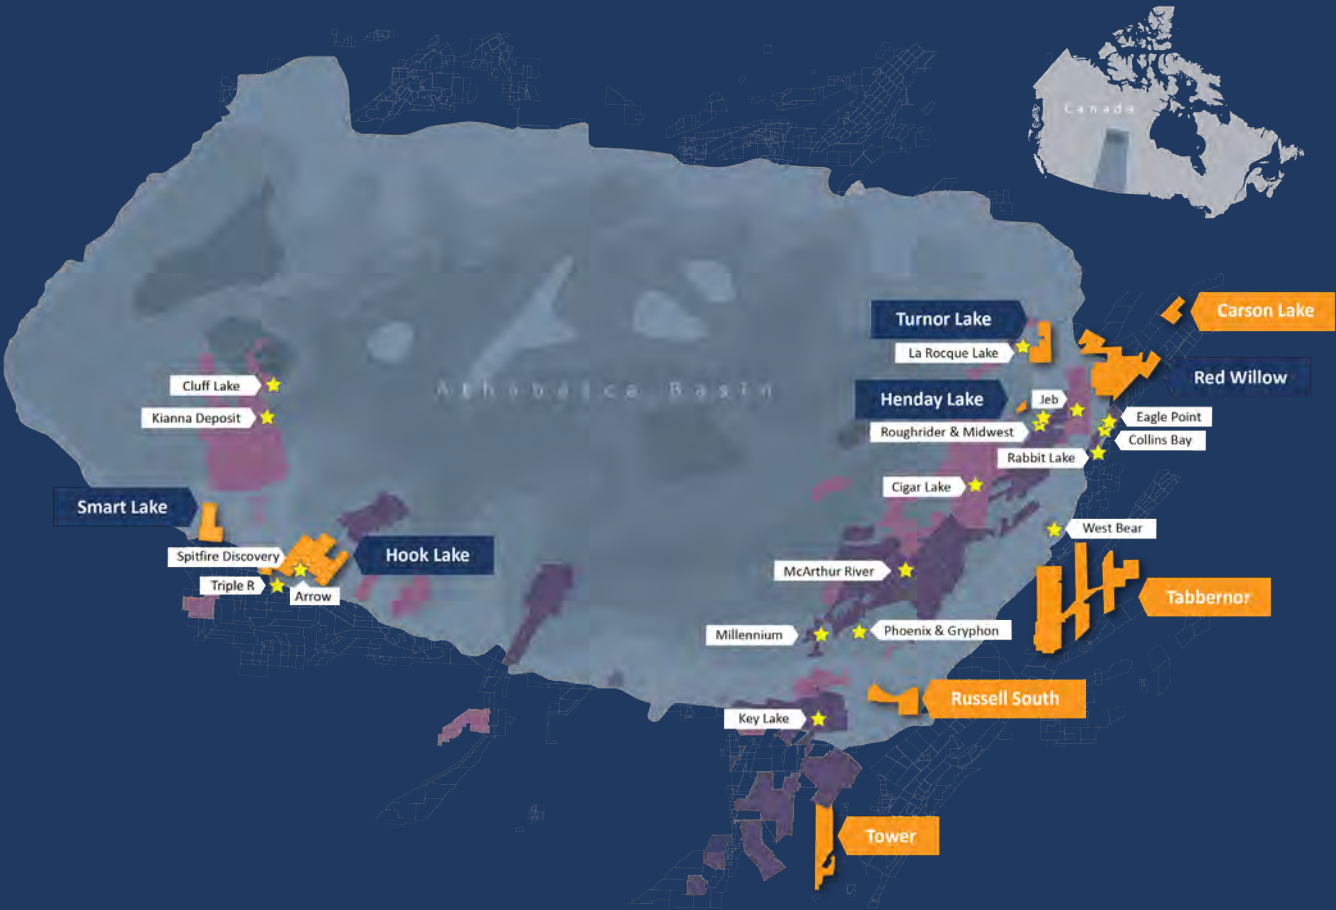 Canada
Carson Lake
Turnor Lake
La Rocque Lake
Red Willow
Cluff Lake
Athabasca Basin
Henday Lake
Jeb
Kianna Deposit
Eagle Point
Roughrider & Midwest
Collins Bay
Rabbit Lake
Cigar Lake
Smart Lake
West Bear
Spitfire Discovery
Hook Lake
McArthur River
Triple R
Arrow
Tabbernor
Millennium
Phoenix & Gryphon
Russell South
Key Lake
Tower